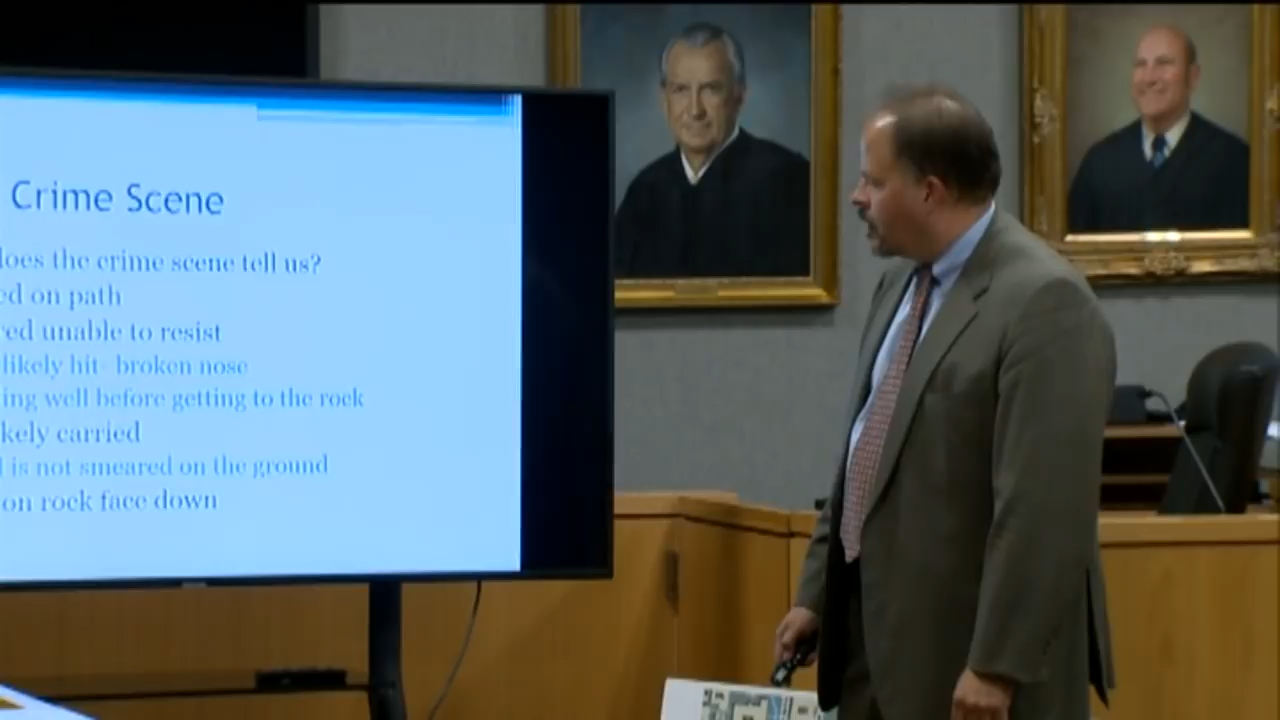 Crime Scene
does the crime scene tell us?
ed on path
red unable to resist
likely hit- broken nose
ing well before getting to the rock
kely carried
is not smeared on the ground
on rock face down